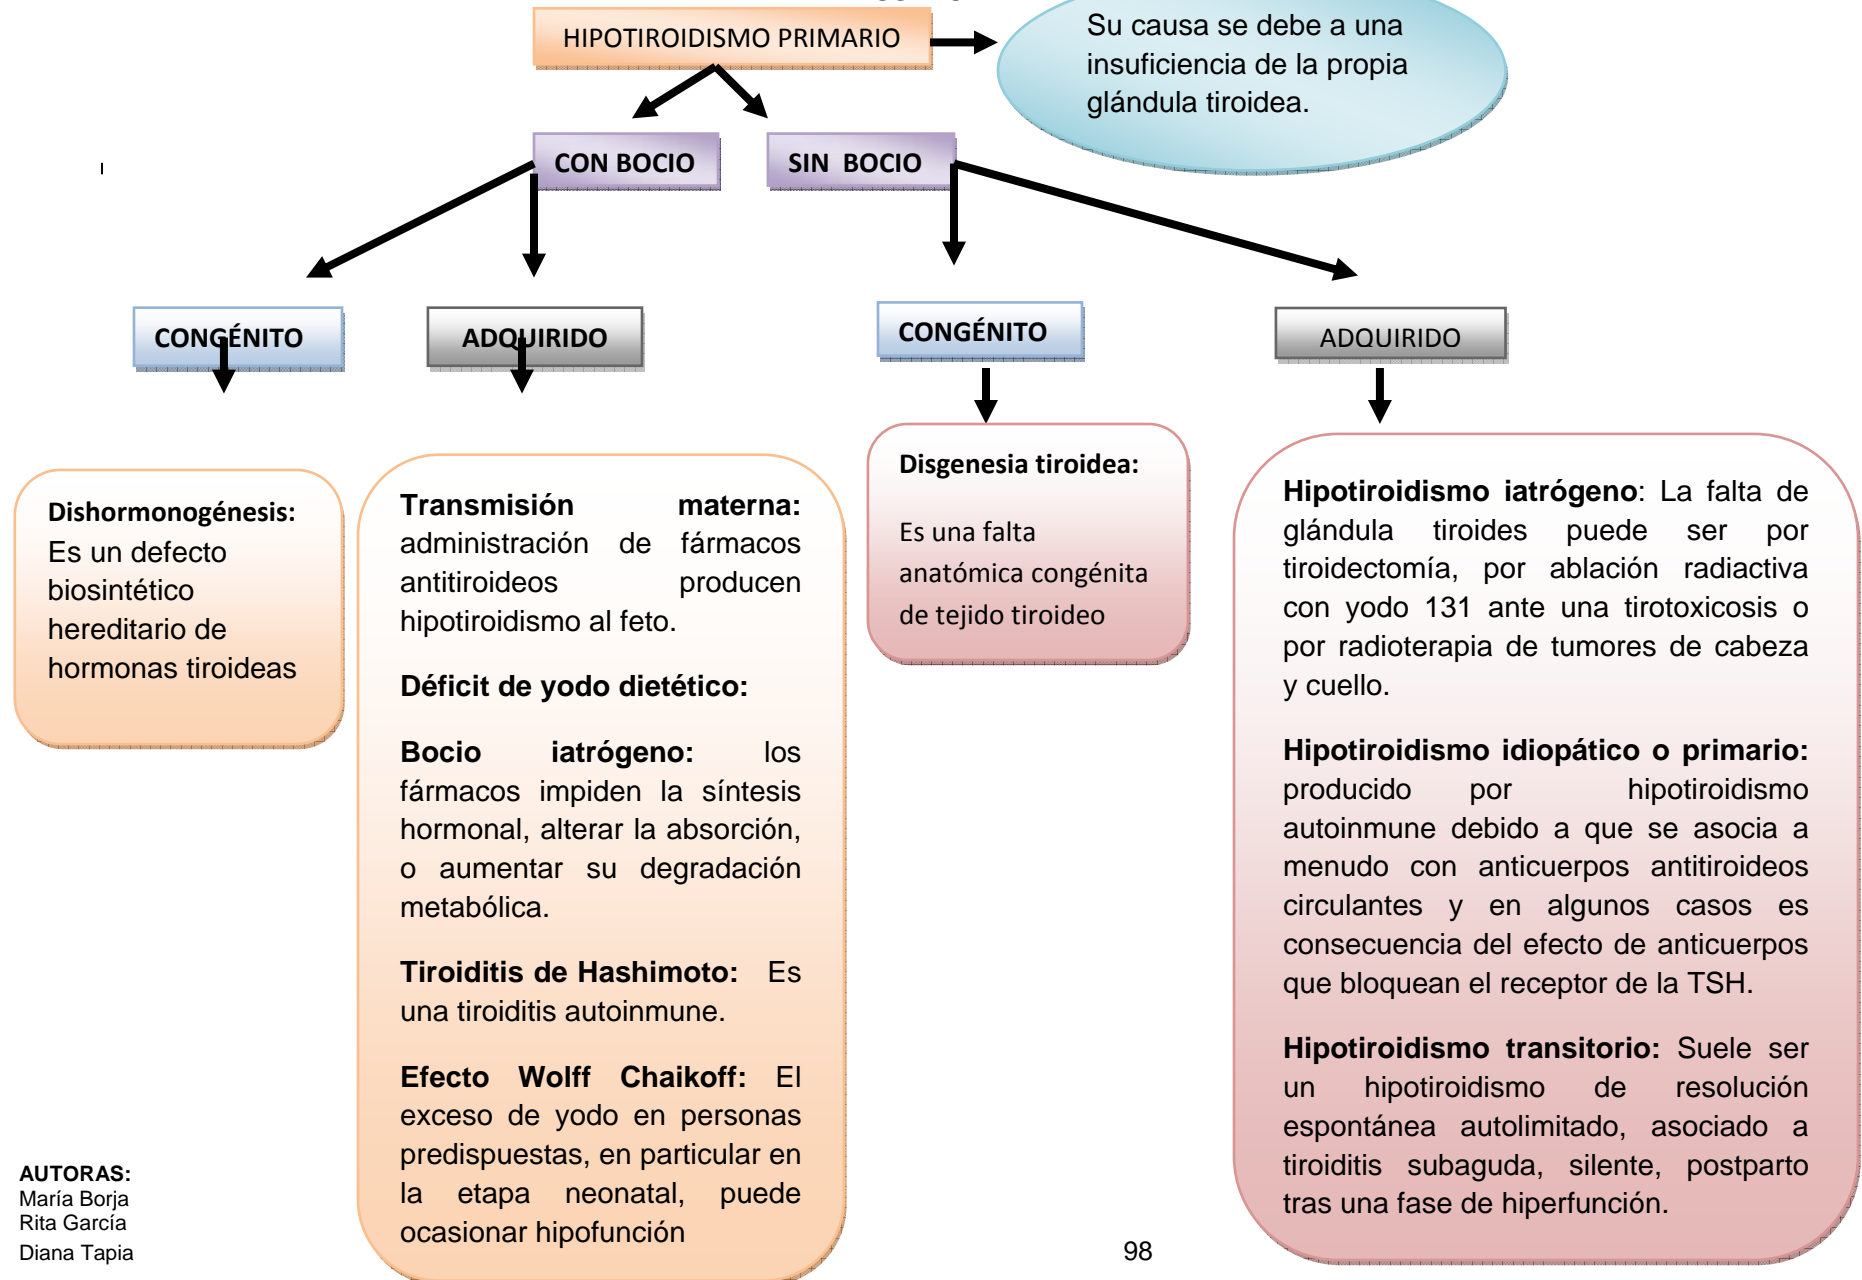 HIPOTIROIDISMO PRIMARIO
Su causa se debe a una
insuficiencia de la propia
glándula tiroidea.
CON BOCIO
SIN BOCIO
CONGÉNITO
ADQUIRIDO
CONGÉNITO
ADQUIRIDO
Dishormonogénesis:
Es un defecto
biosintético
hereditario de
hormonas tiroideas
Transmisión materna:
administración de fármacos
antitiroideos producen
hipotiroidismo al feto.
Déficit de yodo dietético:
Bocio iatrógeno: los
fármacos impiden la síntesis
hormonal, alterar la absorción,
o aumentar su degradación
metabólica.
Tiroiditis de Hashimoto: Es
una tiroiditis autoinmune.
Efecto Wolff Chaikoff: El
exceso de yodo en personas
predispuestas, en particular en
la etapa neonatal, puede
ocasionar hipofunción
Disgenesia tiroidea:
Es una falta
anatómica congénita
de tejido tiroideo
Hipotiroidismo iatrógeno: La falta de
glándula tiroides puede ser por
tiroidectomía, por ablación radiactiva
con yodo 131 ante una tirotoxicosis o
por radioterapia de tumores de cabeza
y cuello.
Hipotiroidismo idiopático o primario:
producido por hipotiroidismo
autoinmune debido a que se asocia a
menudo con anticuerpos antitiroideos
circulantes y en algunos casos es
consecuencia del efecto de anticuerpos
que bloquean el receptor de la TSH.
Hipotiroidismo transitorio: Suele ser
un hipotiroidismo de resolución
espontánea autolimitado, asociado a
tiroiditis subaguda, silente, postparto
tras una fase de hiperfunción.
AUTORAS:
María Borja
Rita García
Diana Tapia
98